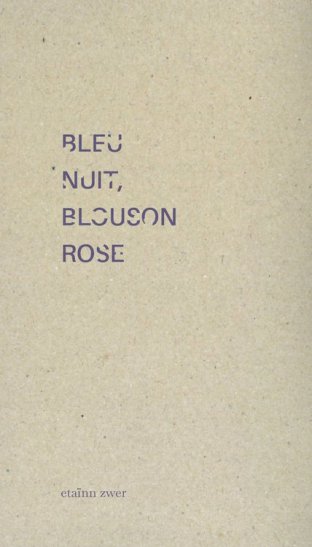 BLEU
NUIT,
BLOUSON
ROSE
etaïnn zwer